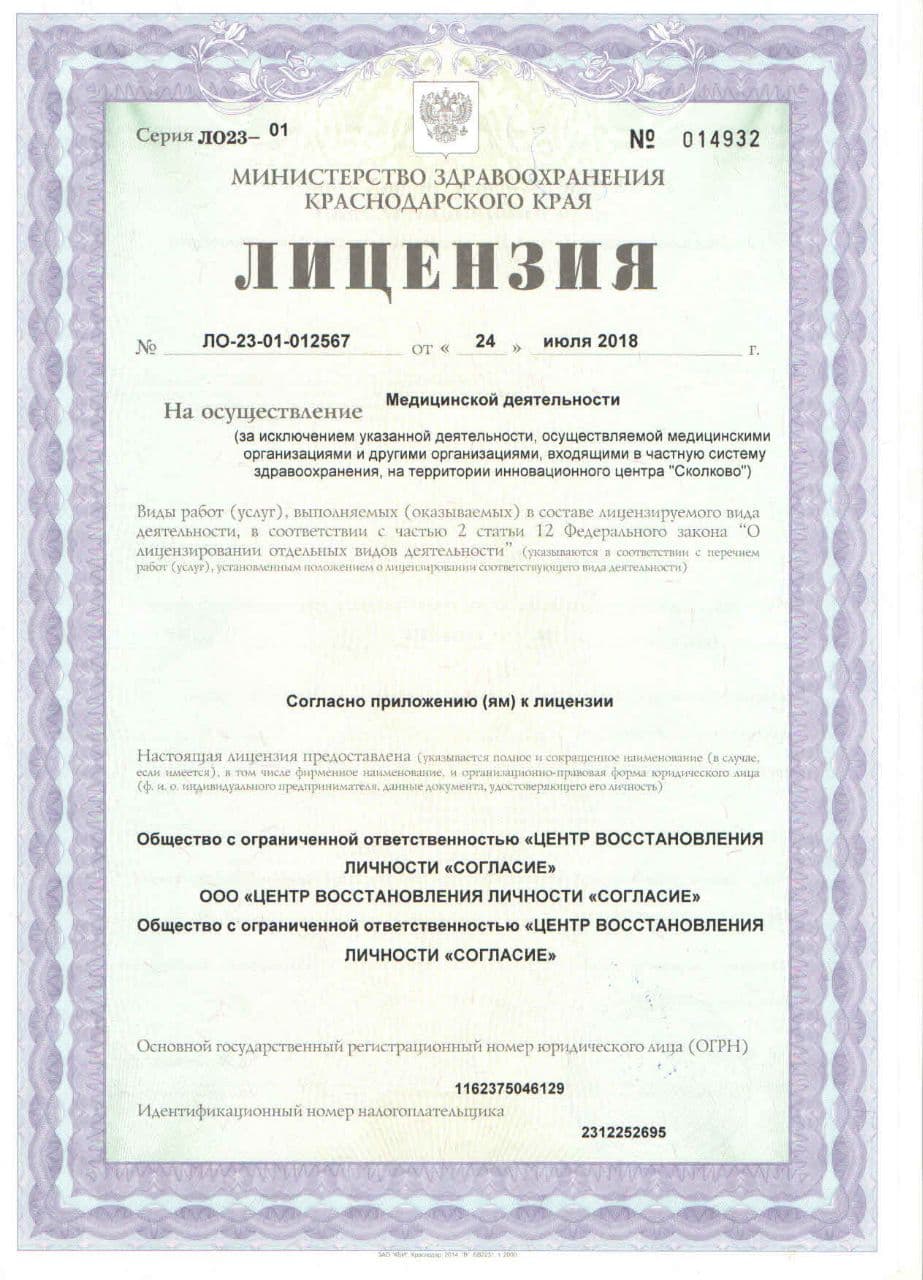 Серия ЛО23– 01 № 014932
МИНИСТЕРСТВО ЗДРАВООХРАНЕНИЯ
КРАСНОДАРСКОГО КРАЯ
ЛИЦЕНЗИЯ
№ ЛО-23-01-012567 от « 24 » июля 2018 г.
На осуществление Медицинской деятельности
(за исключением указанной деятельности, осуществляемой медицинскими
организациями и другими организациями, входящими в частную систему
здравоохранения, на территории инновационного центра "Сколково")
Виды работ (услуг), выполняемых (оказываемых) в составе лицензируемого вида
деятельности, в соответствии с частью 2 статьи 12 Федерального закона “О
лицензировании отдельных видов деятельности” (указываются в соответствии с перечнем
работ (услуг), установленным положением о лицензировании соответствующего вида деятельности)
Согласно приложению (ям) к лицензии
Настоящая лицензия предоставлена (указывается полное и сокращенное наименование (в случае,
если имеется), в том числе фирменное наименование, и организационно-правовая форма юридического лица
(ф. и. о. индивидуального предпринимателя, данные документа, удостоверяющего его личность)
Общество с ограниченной ответственностью «ЦЕНТР ВОССТАНОВЛЕНИЯ
ЛИЧНОСТИ «СОГЛАСИЕ»
ООО «ЦЕНТР ВОССТАНОВЛЕНИЯ ЛИЧНОСТИ «СОГЛАСИЕ»
Общество с ограниченной ответственностью «ЦЕНТР ВОССТАНОВЛЕНИЯ
ЛИЧНОСТИ «СОГЛАСИЕ»
Основной государственный регистрационный номер юридического лица (ОГРН)
1162375046129
Идентификационный номер налогоплательщика
2312252695
Краснодар, 2014